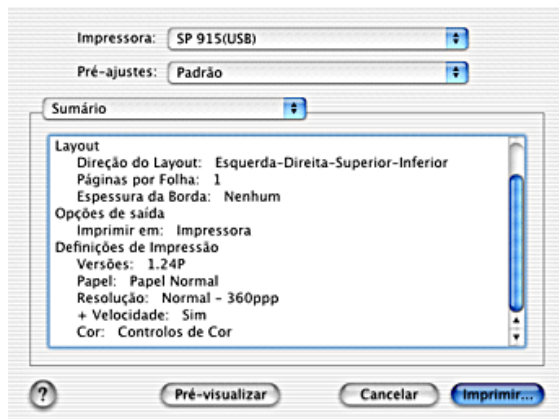 Impressora: SP 915(USB)
Pré-ajustes: Padrão
Sumário
Layout
Direção do Layout: Esquerda-Direita-Superior-Inferior
Páginas por Folha: 1
Espessura da Borda: Nenhum
Opções de saída
Imprimir em: Impressora
Definições de Impressão
Versões: 1.24P
Papel: Papel Normal
Resolução: Normal - 360ppp
+ Velocidade: Sim
Cor: Controlos de Cor
? Pré-visualizar Cancelar Imprimir...